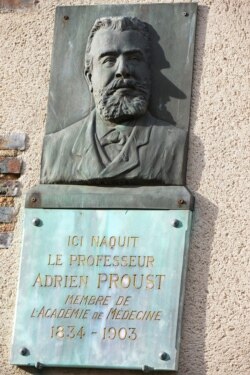 ICI NAQUIT
LE PROFESSEUR
ADRIEN PROUST
MEMBRE DE
L'ACADÉMIE DE MÉDECINE
1834-1903